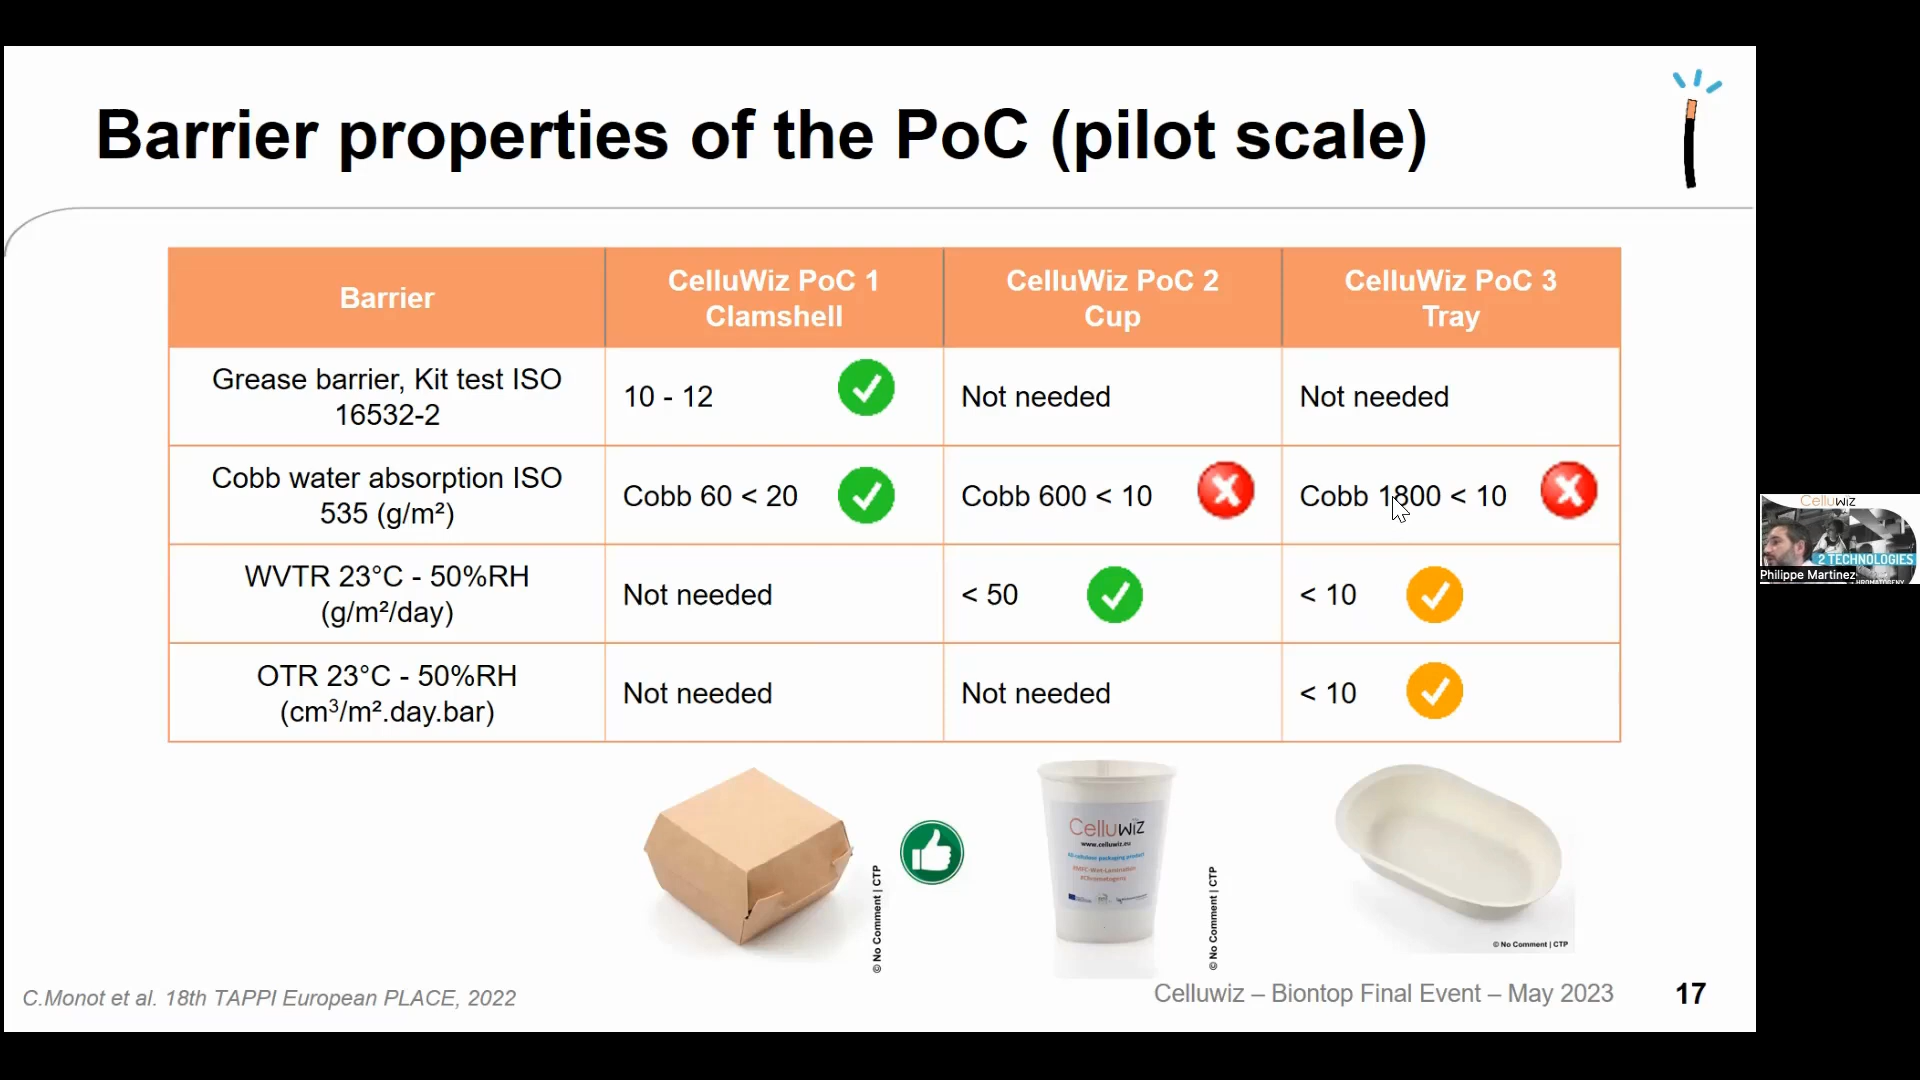 Barrier properties of the PoC (pilot scale)
Barrier
CelluWiz PoC 1
Clamshell
CelluWiz PoC 2
Cup
CelluWiz PoC 3
Tray
Grease barrier, Kit test ISO
16532-2
10 - 12
Not needed
Not needed
Cobb water absorption ISO
535 (g/m²)
Cobb 60 < 20
Cobb 600 < 10
Cobb 1800 < 10
WVTR 23°C - 50%RH
(g/m²/day)
Not needed
< 50
< 10
OTR 23°C - 50%RH
(cm³/m².day.bar)
Not needed
Not needed
< 10
© No Comment | CTP
Celluwiz
www.celluwiz.eu
© No Comment | CTP
© No Comment | CTP
C.Monot et al. 18th TAPPI European PLACE, 2022
Celluwiz – Biontop Final Event – May 2023
17
Celluwiz
2 TECHNOLOGIES
Philippe Martinez